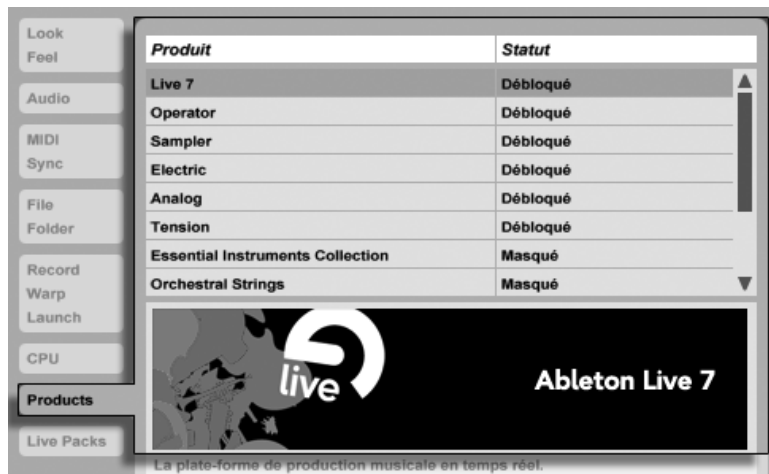 Look
Feel
Audio
MIDI
Sync
File
Folder
Record
Warp
Launch
CPU
Products
Live Packs
Produit Statut
Live 7 Débloqué
Operator Débloqué
Sampler Débloqué
Electric Débloqué
Analog Débloqué
Tension Débloqué
Essential Instruments Collection Masqué
Orchestral Strings Masqué
live
Ableton Live 7
La plate-forme de production musicale en temps réel.